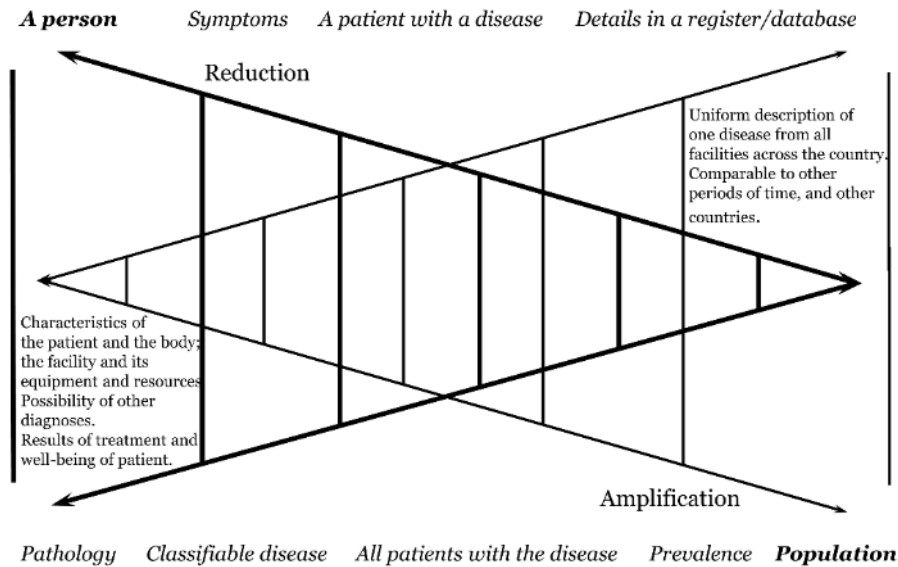 A person Symptoms A patient with a disease Details in a register/database
Reduction
Uniform description of
one disease from all
facilities across the country.
Comparable to other
periods of time, and other
countries.
Characteristics of
the patient and the body;
the facility and its
equipment and resources
Possibility of other
diagnoses.
Results of treatment and
well-being of patient.
Amplification
Pathology Classifiable disease All patients with the disease Prevalence Population